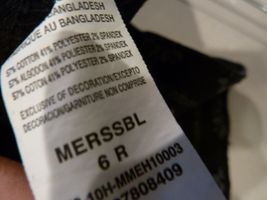 BANGLADESH
AU BANGLADESH
57% COTTON 41% POLYESTER 2% SPANDEX
57% ALGODON 41% POLIESTER 2% SPANDEX
57% COTON 41% POLYESTER 2% SPANDEX
EXCLUSIVE OF DECORATION/EXCEPTO
DECORACION/GARNITURE NON COMPRISE
MERSSBL
6 R
10H-MMEH10003
7808409